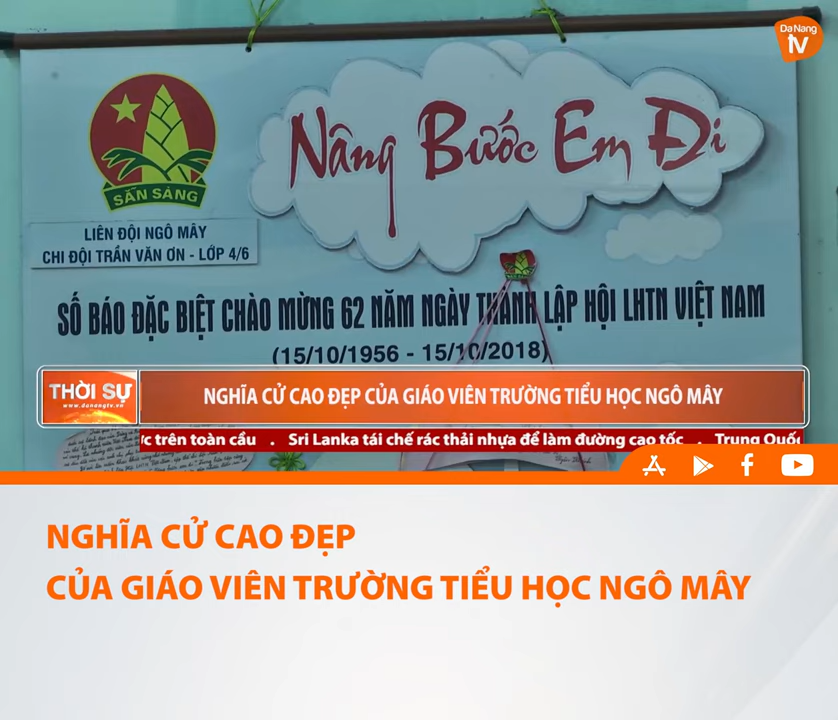 DaNang
tv
Nâng Bước Em Đi
SẴN SÀNG
LIÊN ĐỘI NGÔ MÂY
CHI ĐỘI TRẦN VĂN ƠN - LỚP 4/6
SỐ BÁO ĐẶC BIỆT CHÀO MỪNG 62 NĂM NGÀY THANH LẬP HỘI LHTN VIỆT NAM
(15/10/1956 - 15/10/2018)
THỜI SỰ
www.danangtv.vn
NGHĨA CỬ CAO ĐẸP CỦA GIÁO VIÊN TRƯỜNG TIỂU HỌC NGÔ MÂY
trên toàn cầu . Sri Lanka tái chế rác thải nhựa để làm đường cao tốc . Trung Quốc
NGHĨA CỬ CAO ĐẸP
CỦA GIÁO VIÊN TRƯỜNG TIỂU HỌC NGÔ MÂY